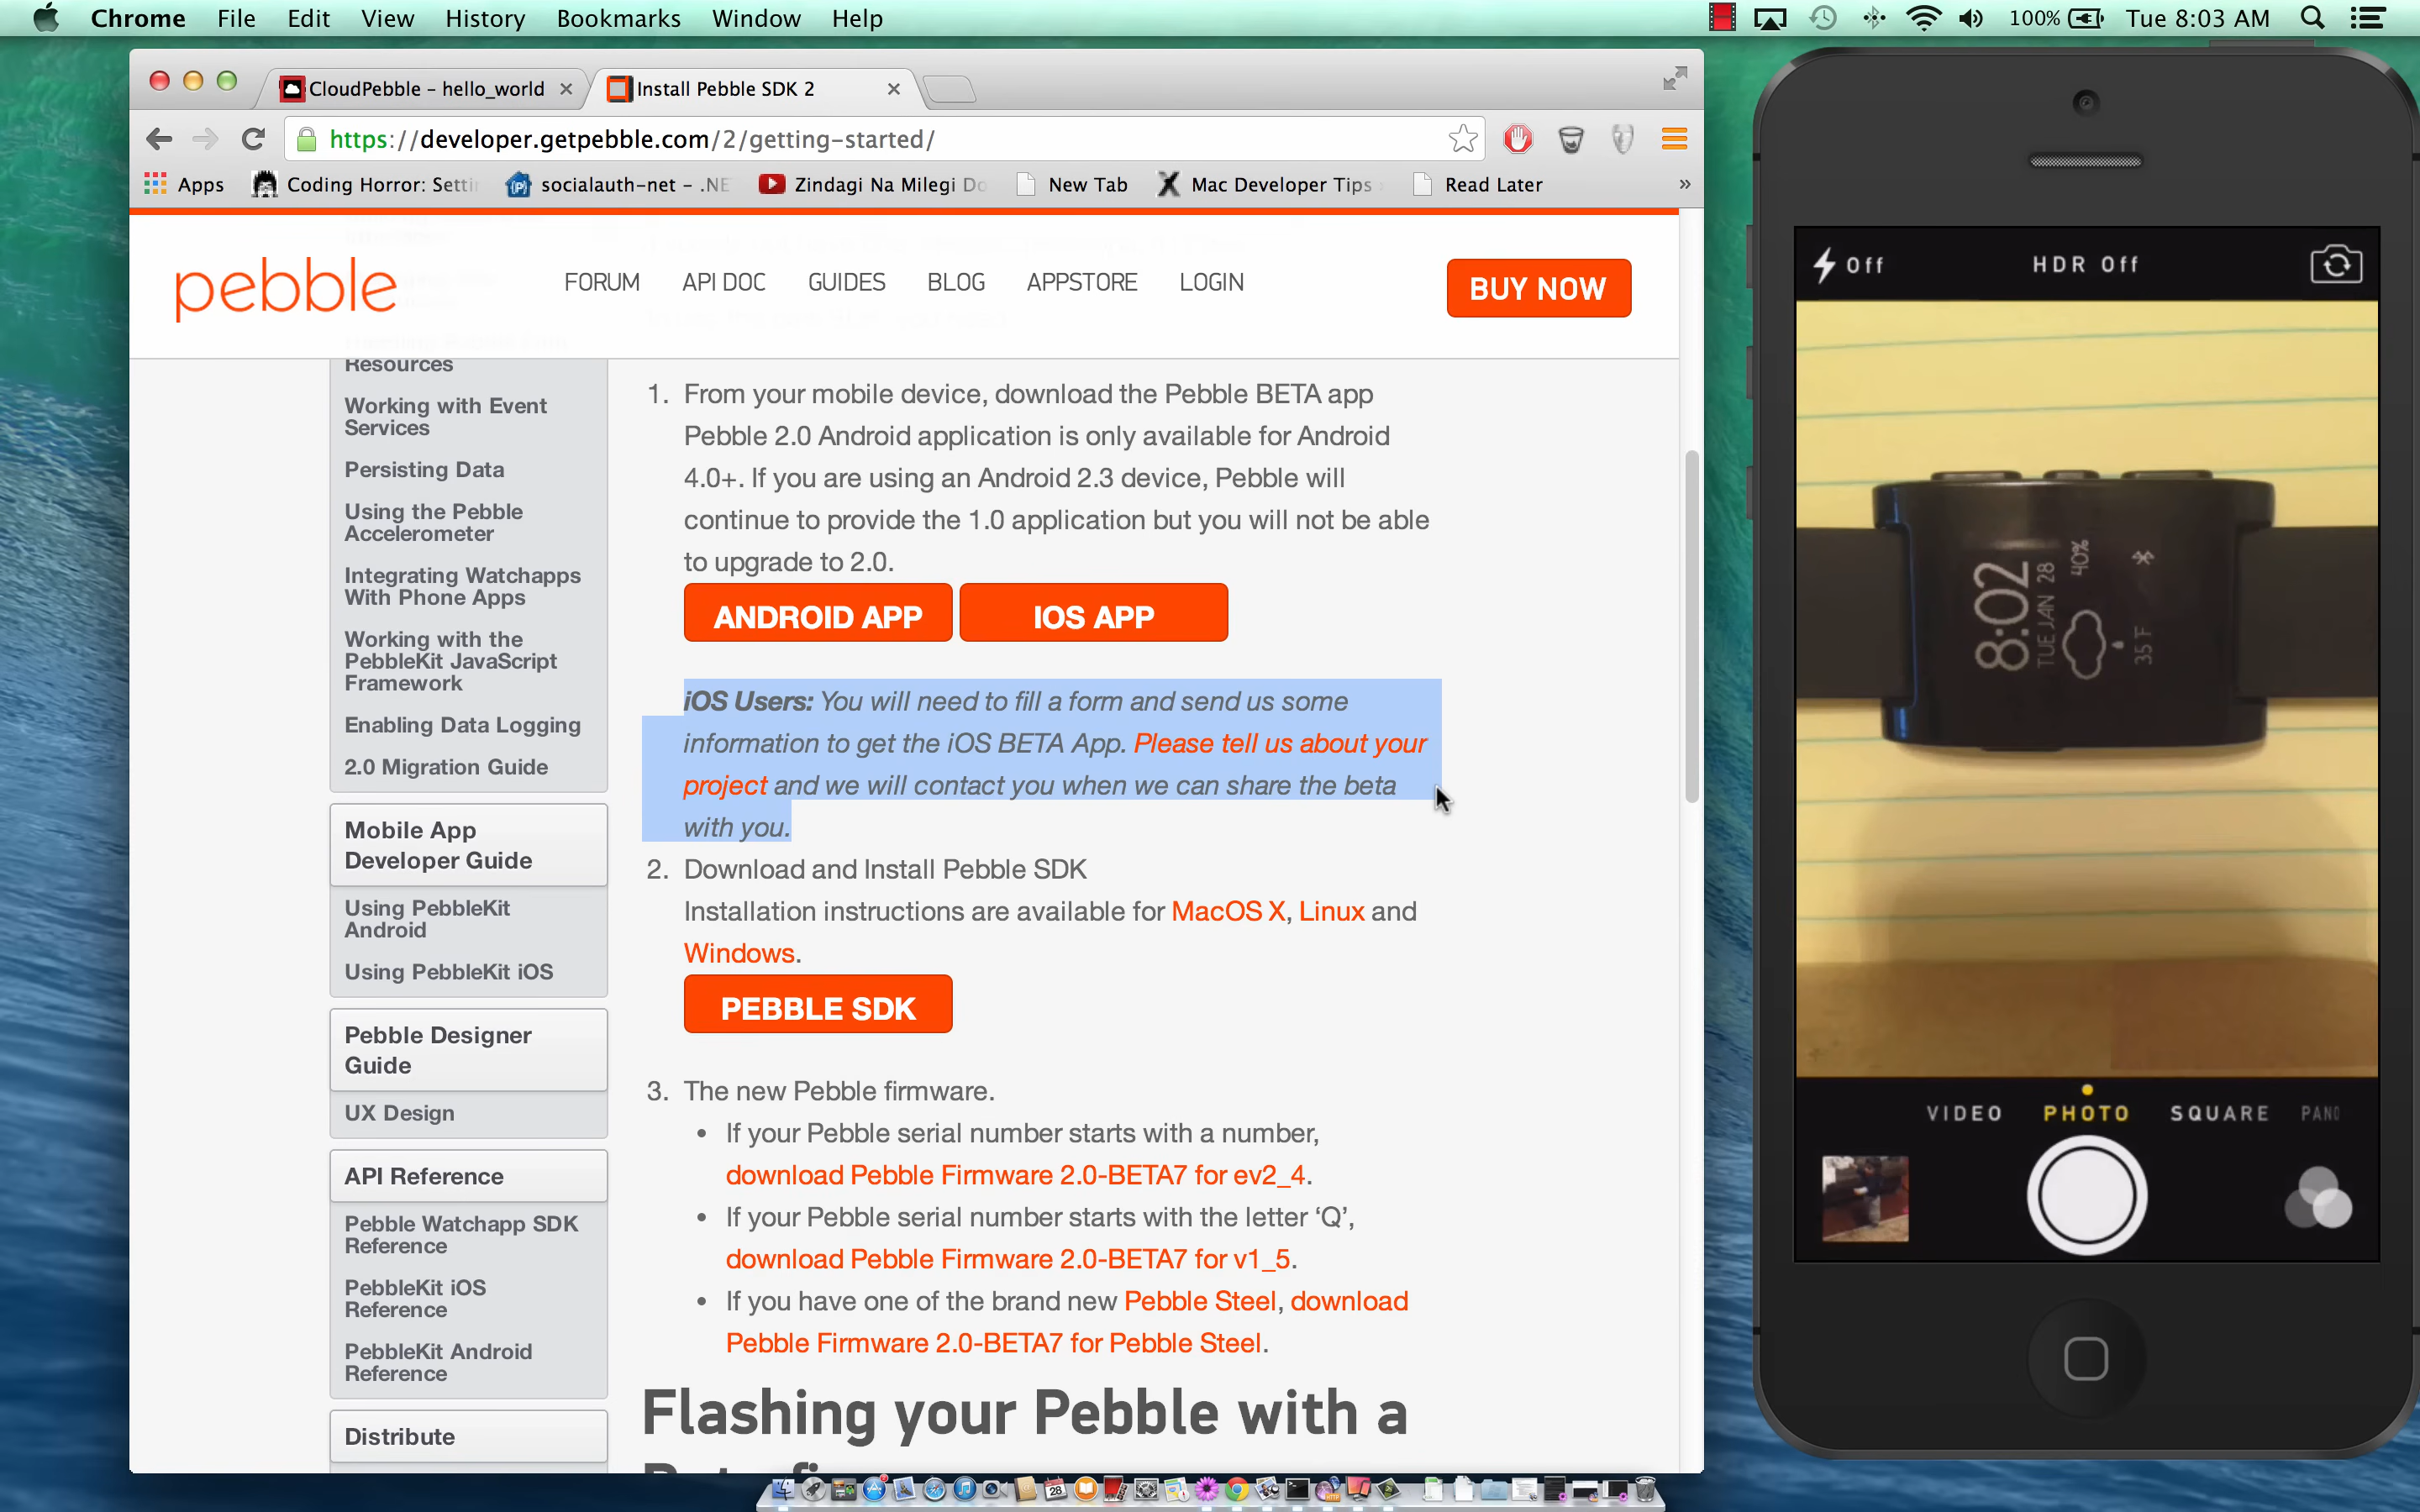 Chrome File Edit View History Bookmarks Window Help 100% Tue 8:03 AM
CloudPebble - hello_world Install Pebble SDK 2
https://developer.getpebble.com/2/getting-started/
Apps Coding Horror: Setti socialauth-net - .NE Zindagi Na Milegi Do New Tab Mac Developer Tips Read Later »
pebble FORUM API DOC GUIDES BLOG APPSTORE LOGIN BUY NOW
Resources
Working with Event
Services
Persisting Data
Using the Pebble
Accelerometer
Integrating Watchapps
With Phone Apps
Working with the
PebbleKit JavaScript
Framework
Enabling Data Logging
2.0 Migration Guide
Mobile App
Developer Guide
Using PebbleKit
Android
Using PebbleKit iOS
Pebble Designer
Guide
UX Design
API Reference
Pebble Watchapp SDK
Reference
PebbleKit iOS
Reference
PebbleKit Android
Reference
Distribute
1. From your mobile device, download the Pebble BETA app
Pebble 2.0 Android application is only available for Android
4.0+. If you are using an Android 2.3 device, Pebble will
continue to provide the 1.0 application but you will not be able
to upgrade to 2.0.
ANDROID APP IOS APP
iOS Users: You will need to fill a form and send us some
information to get the iOS BETA App. Please tell us about your
project and we will contact you when we can share the beta
with you.
2. Download and Install Pebble SDK
Installation instructions are available for MacOS X, Linux and
Windows.
PEBBLE SDK
3. The new Pebble firmware.
• If your Pebble serial number starts with a number,
download Pebble Firmware 2.0-BETA7 for ev2_4.
• If your Pebble serial number starts with the letter ‘Q’,
download Pebble Firmware 2.0-BETA7 for v1_5.
• If you have one of the brand new Pebble Steel, download
Pebble Firmware 2.0-BETA7 for Pebble Steel.
Flashing your Pebble with a
Off HDR Off
8:02
TUE JAN 28
40%
35°F
VIDEO PHOTO SQUARE PANO
28